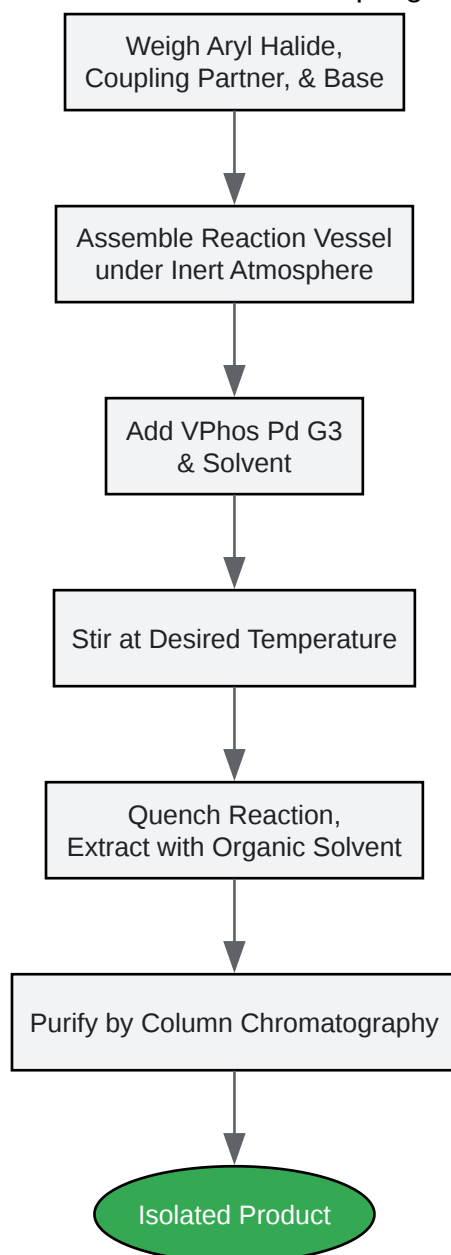 Weigh Aryl Halide,
Coupling Partner, & Base
Assemble Reaction Vessel
under Inert Atmosphere
Add VPhos Pd G3
& Solvent
Stir at Desired Temperature
Quench Reaction,
Extract with Organic Solvent
Purify by Column Chromatography
Isolated Product